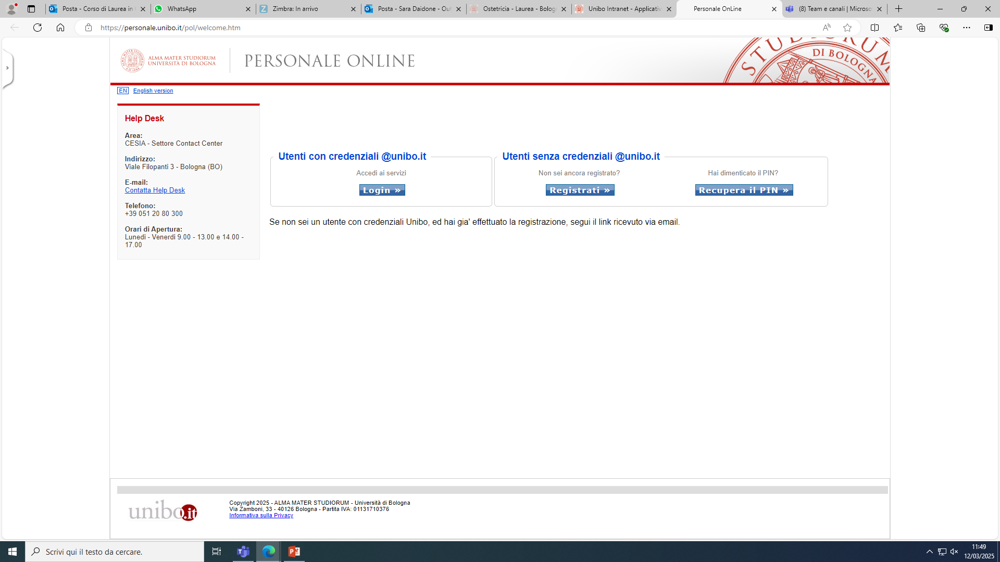 Posta - Corso di Laurea in
WhatsApp
Zimbra: In arrivo
Posta - Sara Daidone - Ou
Ostetricia - Laurea - Bolog
Unibo Intranet - Applicativ
Personale OnLine
(8) Team e canali | Microso
https://personale.unibo.it/pol/welcome.htm
ALMA MATER STUDIORUM
UNIVERSITÀ DI BOLOGNA
PERSONALE ONLINE
STUDIORUM
DI BOLOGNA
EN English version
Help Desk
Area:
CESIA - Settore Contact Center
Indirizzo:
Viale Filopanti 3 - Bologna (BO)
E-mail:
Contatta Help Desk
Telefono:
+39 051 20 80 300
Orari di Apertura:
Lunedi - Venerdi 9.00 - 13.00 e 14.00 -
17.00
Utenti con credenziali @unibo.it
Accedi ai servizi
Login »
Utenti senza credenziali @unibo.it
Non sei ancora registrato?
Registrati »
Hai dimenticato il PIN?
Recupera il PIN »
Se non sei un utente con credenziali Unibo, ed hai gia' effettuato la registrazione, segui il link ricevuto via email.
unibo.it
Copyright 2025 - ALMA MATER STUDIORUM - Università di Bologna
Via Zamboni, 33 - 40126 Bologna - Partita IVA: 01131710376
Informativa sulla Privacy
Scrivi qui il testo da cercare.
11:49
12/03/2025